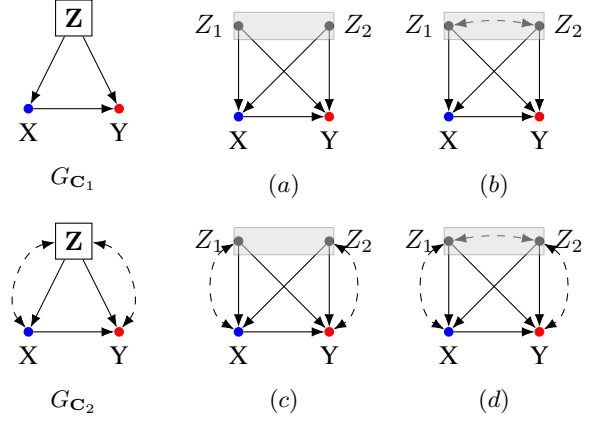 Z
Z₁ Z₂ Z₁ Z₂
X Y X Y X Y
G_C₁ (a) (b)
Z Z₁ Z₂ Z₁ Z₂
X Y X Y X Y
G_C₂ (c) (d)